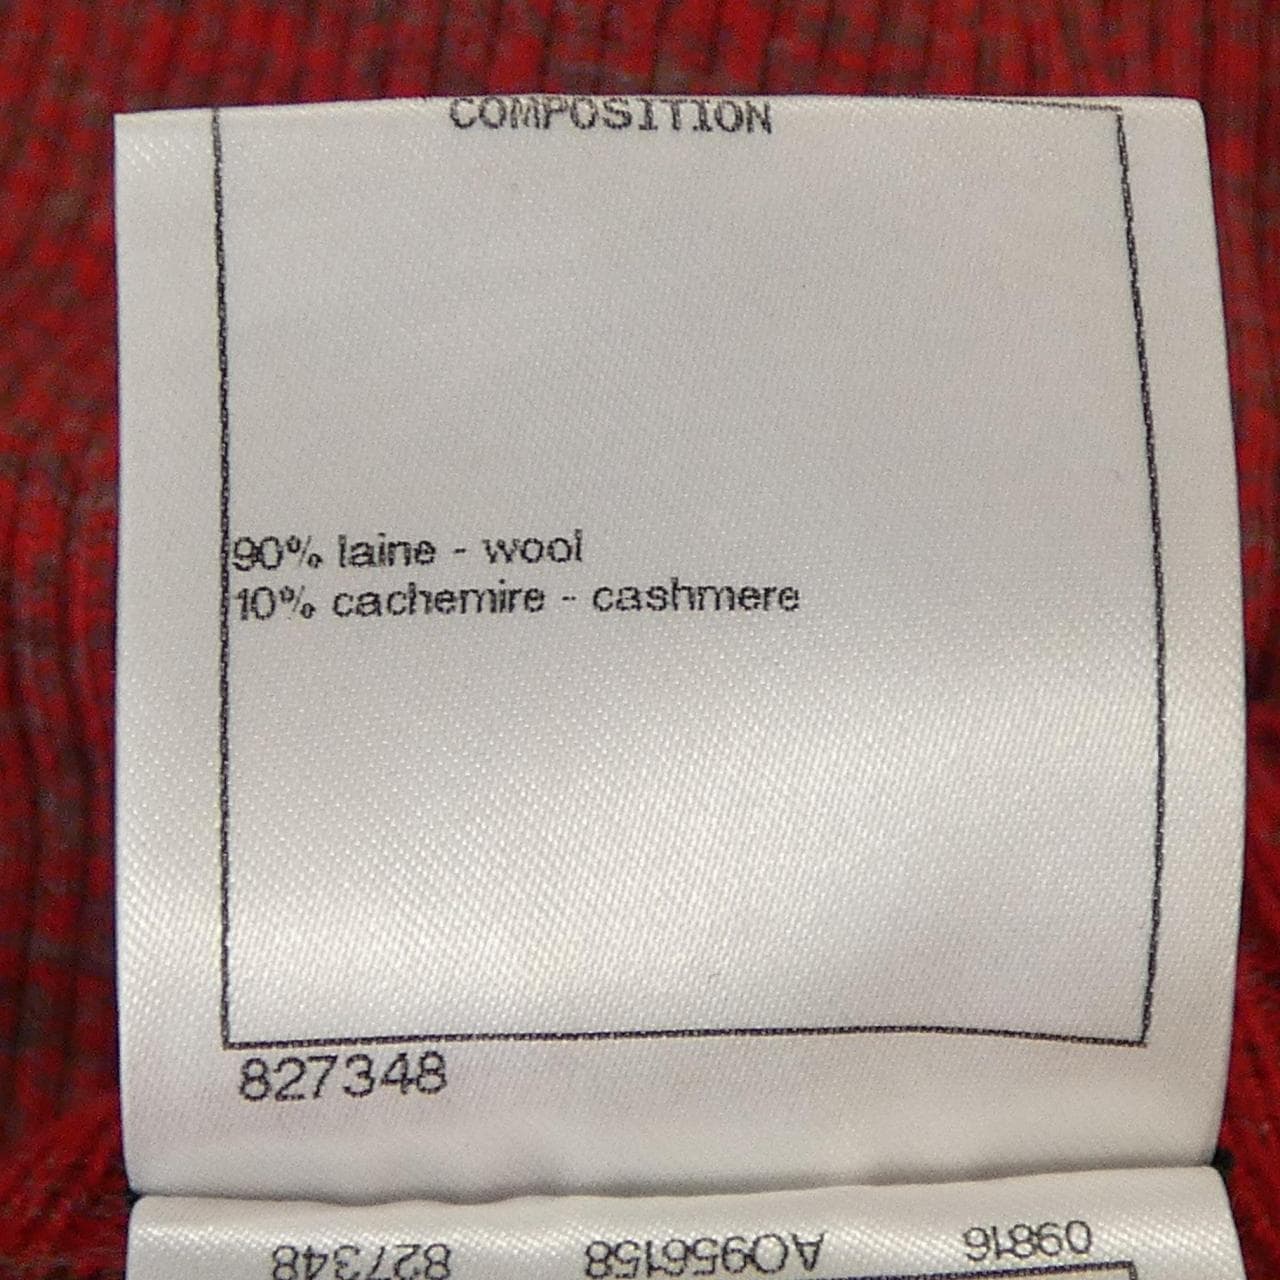 COMPOSITION
90% laine - wool
10% cachemire - cashmere
827348
09816 A0956158 827348